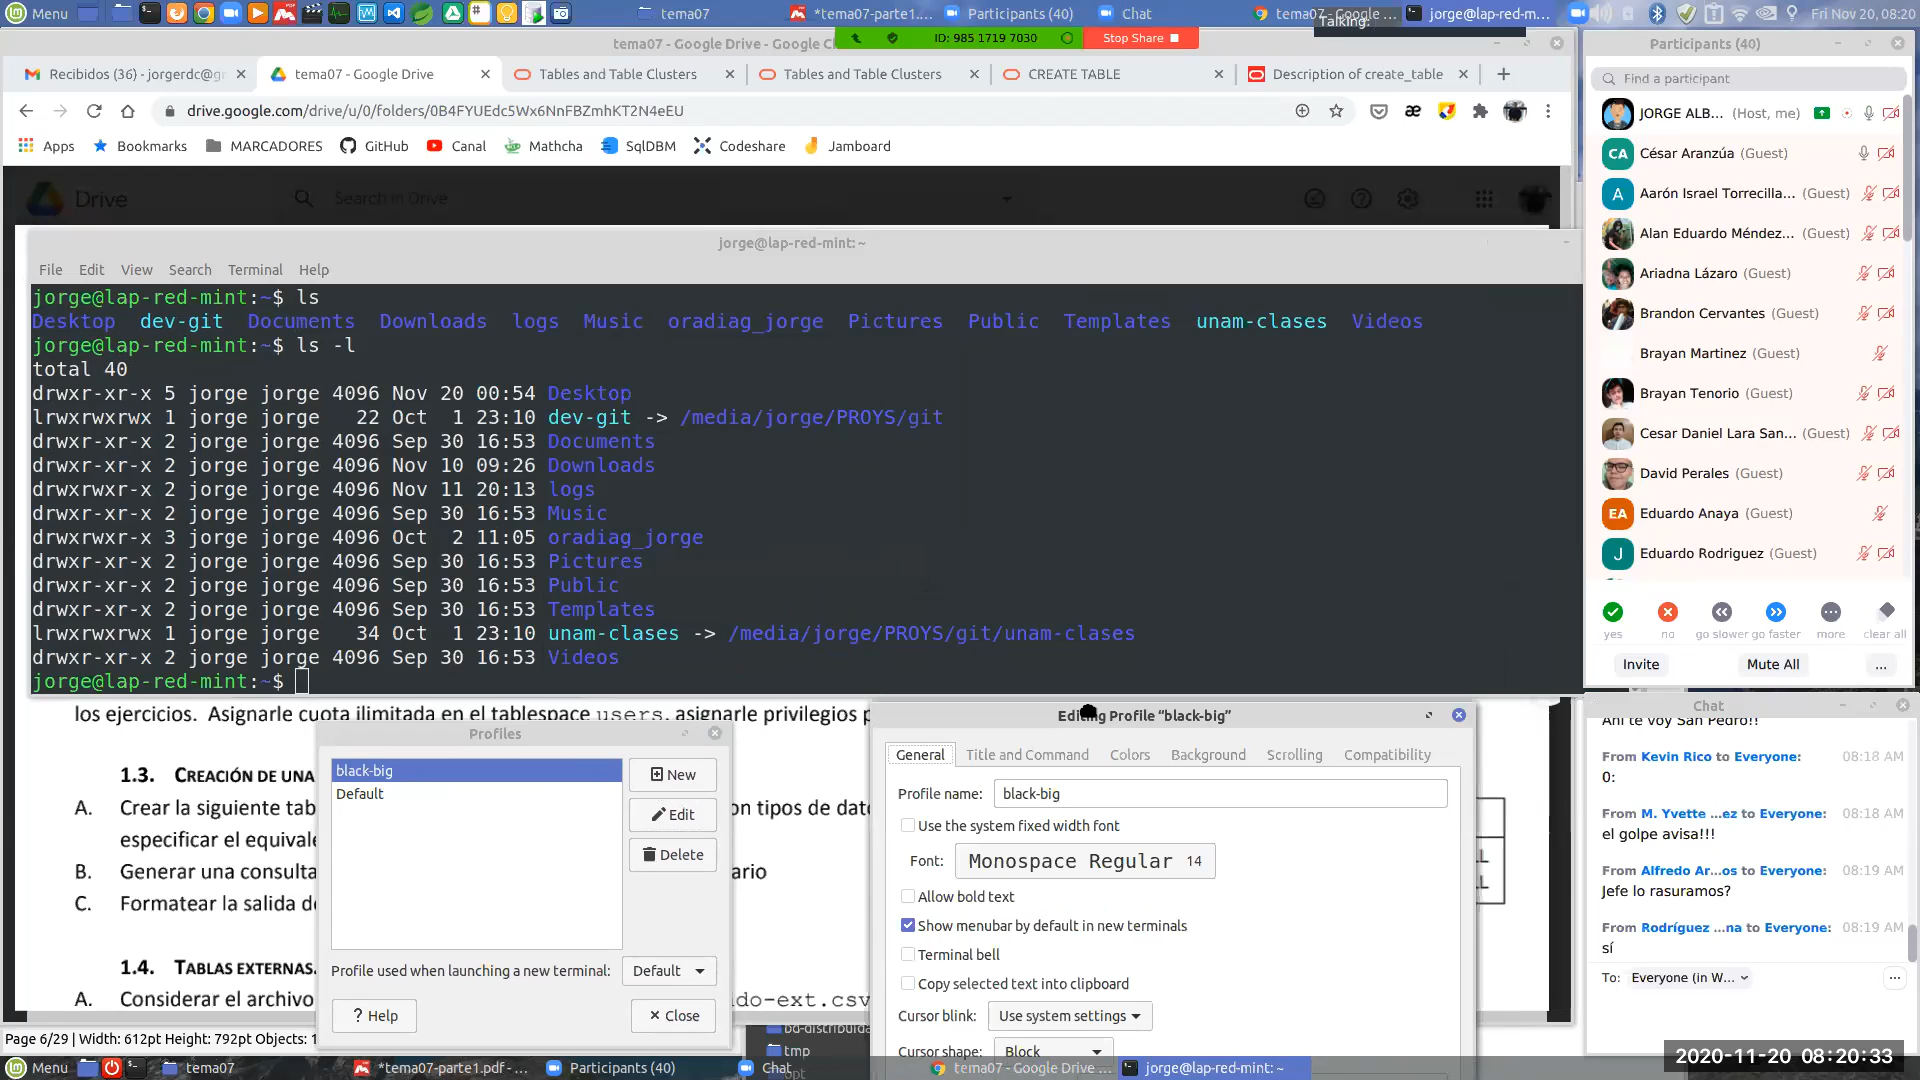 Menu
tema07
*tema07-parte1....
Participants (40)
Chat
tema07 - Google ...
jorge@lap-red-m...
Fri Nov 20, 08:20
Talking:
tema07 - Google Drive - Google C
ID: 985 1719 7030
Stop Share
Recibidos (36) - jorgerdc@g
tema07 - Google Drive
Tables and Table Clusters
Tables and Table Clusters
CREATE TABLE
Description of create_table
drive.google.com/drive/u/0/folders/0B4FYUEdc5Wx6NnFBZmhKT2N4eEU
Apps
Bookmarks
MARCADORES
GitHub
Canal
Mathcha
SqlDBM
Codeshare
Jamboard
Drive
Search in Drive
jorge@lap-red-mint: ~
File Edit View Search Terminal Help
jorge@lap-red-mint:~$ ls
Desktop dev-git Documents Downloads logs Music oradiag_jorge Pictures Public Templates unam-clases Videos
jorge@lap-red-mint:~$ ls -l
total 40
drwxr-xr-x 5 jorge jorge 4096 Nov 20 00:54 Desktop
lrwxrwxrwx 1 jorge jorge 22 Oct 1 23:10 dev-git -> /media/jorge/PROYS/git
drwxr-xr-x 2 jorge jorge 4096 Sep 30 16:53 Documents
drwxr-xr-x 2 jorge jorge 4096 Nov 10 09:26 Downloads
drwxrwxr-x 2 jorge jorge 4096 Nov 11 20:13 logs
drwxr-xr-x 2 jorge jorge 4096 Sep 30 16:53 Music
drwxrwxr-x 3 jorge jorge 4096 Oct 2 11:05 oradiag_jorge
drwxr-xr-x 2 jorge jorge 4096 Sep 30 16:53 Pictures
drwxr-xr-x 2 jorge jorge 4096 Sep 30 16:53 Public
drwxr-xr-x 2 jorge jorge 4096 Sep 30 16:53 Templates
lrwxrwxrwx 1 jorge jorge 34 Oct 1 23:10 unam-clases -> /media/jorge/PROYS/git/unam-clases
drwxr-xr-x 2 jorge jorge 4096 Sep 30 16:53 Videos
jorge@lap-red-mint:~$
los ejercicios. Asignarle cuota ilimitada en el tablespace users, asignarle privilegios p
1.3. CREACIÓN DE UNA
A. Crear la siguiente tab
on tipos de dato
especificar el equivale
B. Generar una consulta
ario
C. Formatear la salida de
1.4. TABLAS EXTERNAS.
A. Considerar el archivo
do-ext.csv
Page 6/29 | Width: 612pt Height: 792pt Objects: 1
Profiles
black-big
Default
New
Edit
Delete
Profile used when launching a new terminal:
Default
Help
Close
bd-distribuida
tmp
opt
Editing Profile “black-big”
General
Title and Command
Colors
Background
Scrolling
Compatibility
Profile name:
black-big
Use the system fixed width font
Font:
Monospace Regular 14
Allow bold text
Show menubar by default in new terminals
Terminal bell
Copy selected text into clipboard
Cursor blink:
Use system settings
Cursor shape:
Block
Participants (40)
Find a participant
JORGE ALB... (Host, me)
CA
César Aranzúa (Guest)
A
Aarón Israel Torrecilla... (Guest)
Alan Eduardo Méndez... (Guest)
Ariadna Lázaro (Guest)
Brandon Cervantes (Guest)
Brayan Martinez (Guest)
Brayan Tenorio (Guest)
Cesar Daniel Lara San... (Guest)
David Perales (Guest)
EA
Eduardo Anaya (Guest)
J
Eduardo Rodriguez (Guest)
yes
no
go slower
go faster
more
clear all
Invite
Mute All
...
Chat
Ahi te voy San Pedro!!
From Kevin Rico to Everyone: 08:18 AM
0:
From M. Yvette ...ez to Everyone: 08:18 AM
el golpe avisa!!!
From Alfredo Ar...os to Everyone: 08:19 AM
Jefe lo rasuramos?
From Rodríguez ...na to Everyone: 08:19 AM
sí
To: Everyone (in W...
Menu
tema07
*tema07-parte1.pdf - ...
Participants (40)
Chat
tema07 - Google Drive ...
jorge@lap-red-mint: ~
2020-11-20 08:20:33